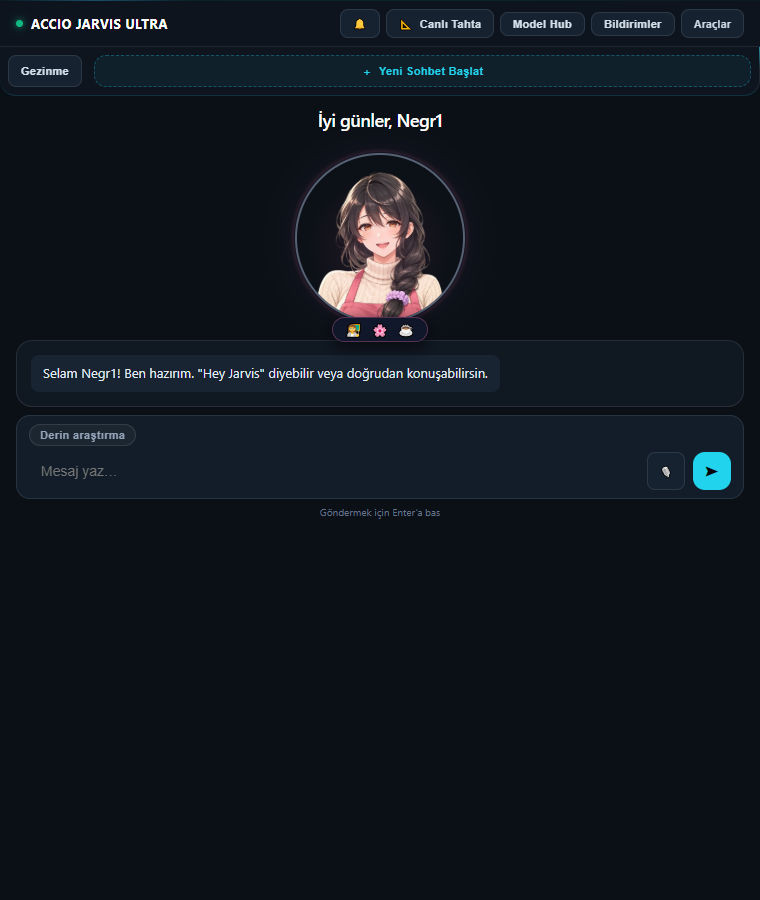 ACCIO JARVIS ULTRA
Canlı Tahta
Model Hub
Bildirimler
Araçlar
Gezinme
+ Yeni Sohbet Başlat
İyi günler, Negr1
Selam Negr1! Ben hazırım. "Hey Jarvis" diyebilir veya doğrudan konuşabilirsin.
Derin araştırma
Mesaj yaz...
Göndermek için Enter'a bas